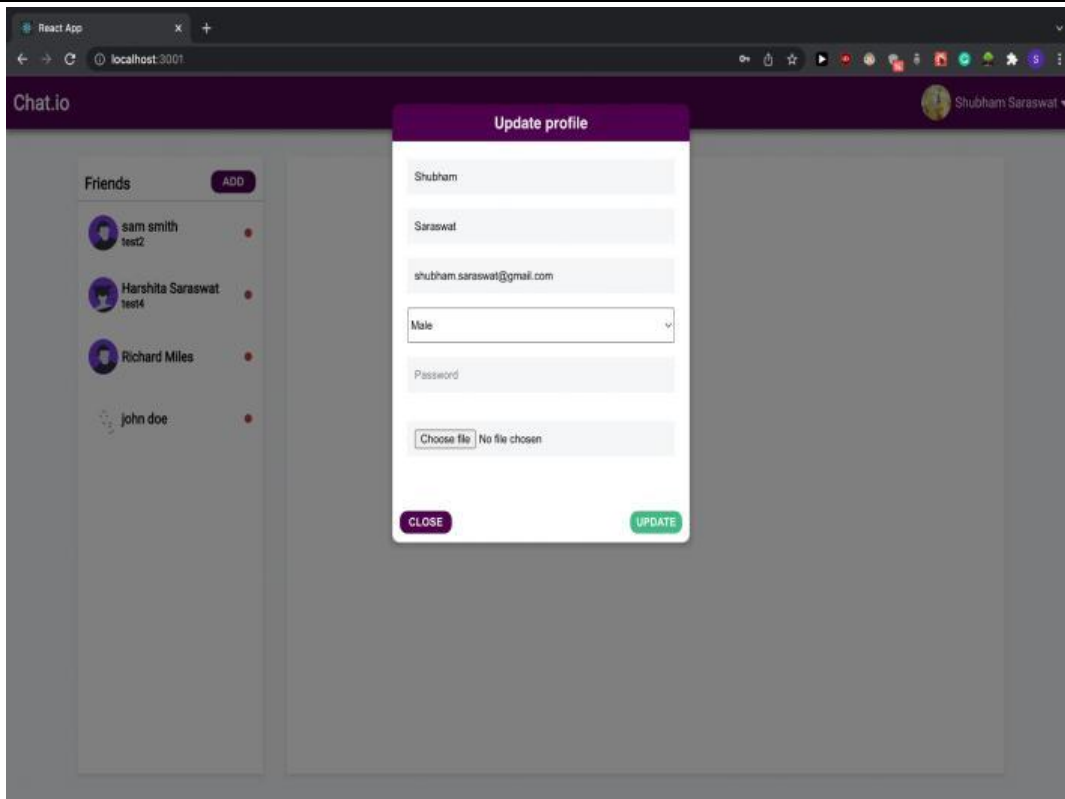 React App
localhost:3001
S
Chat.io
Shubham Saraswat
Update profile
Friends
ADD
sam smith
test2
Harshita Saraswat
test4
Richard Miles
john doe
Shubham
Saraswat
shubham.saraswat@gmail.com
Male
Password
Choose file No file chosen
CLOSE
UPDATE